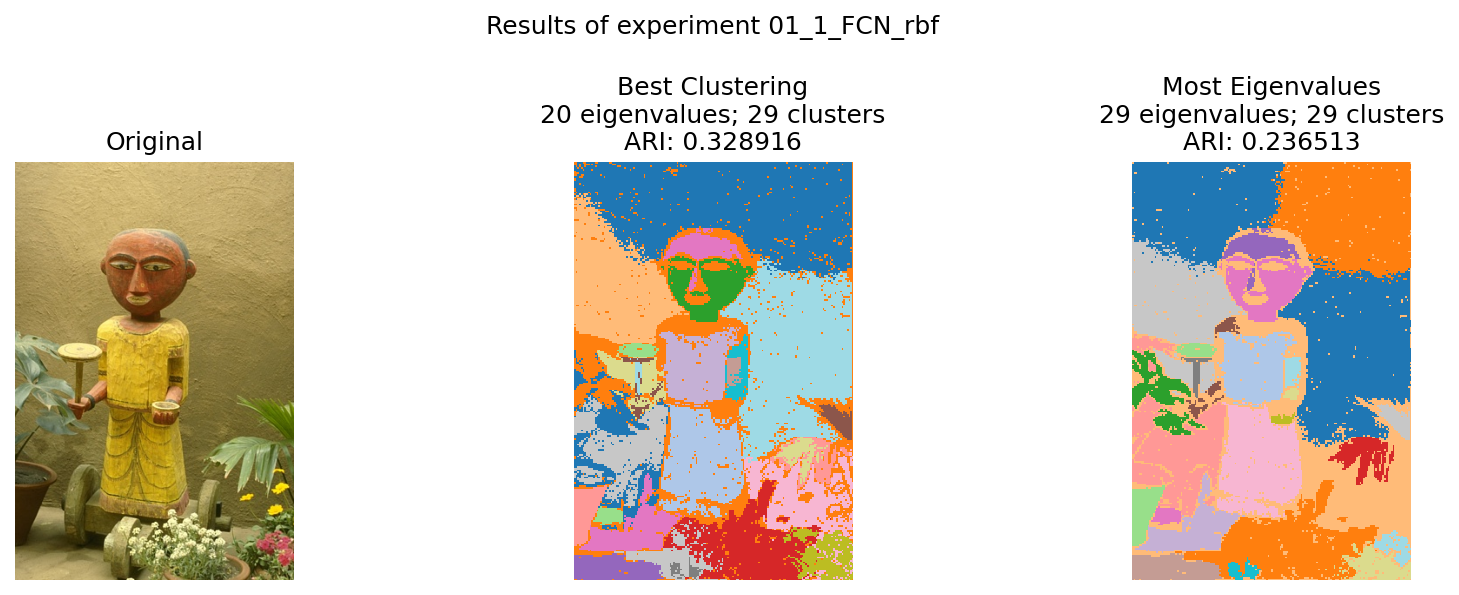 Results of experiment 01_1_FCN_rbf
Original
Best Clustering
20 eigenvalues; 29 clusters
ARI: 0.328916
Most Eigenvalues
29 eigenvalues; 29 clusters
ARI: 0.236513